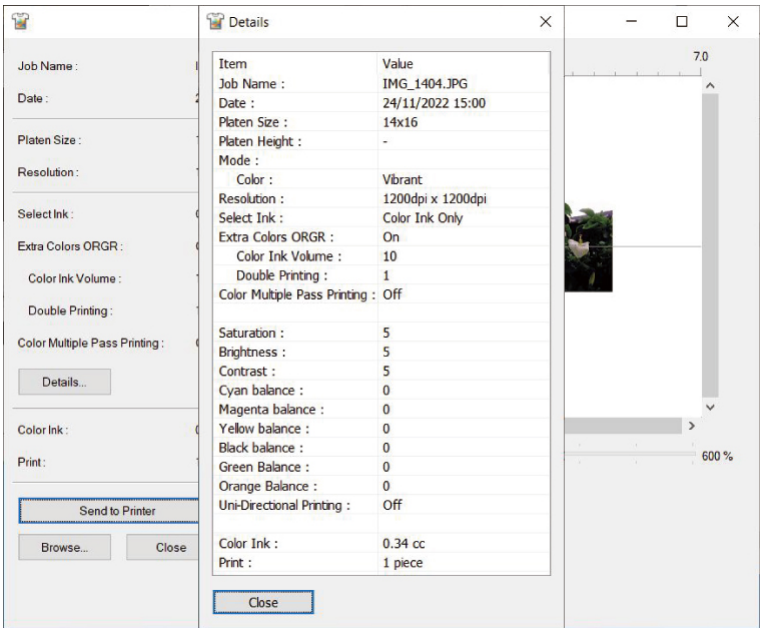 Details
7.0
Job Name :
Date :
Platen Size :
Resolution :
Select Ink :
Extra Colors ORGR :
Color Ink Volume :
Double Printing :
Color Multiple Pass Printing :
Details...
Color Ink :
Print :
Send to Printer
Browse... Close
Item Value
Job Name : IMG_1404.JPG
Date : 24/11/2022 15:00
Platen Size : 14x16
Platen Height : -
Mode :
Color : Vibrant
Resolution : 1200dpi x 1200dpi
Select Ink : Color Ink Only
Extra Colors ORGR : On
Color Ink Volume : 10
Double Printing : 1
Color Multiple Pass Printing : Off
Saturation : 5
Brightness : 5
Contrast : 5
Cyan balance : 0
Magenta balance : 0
Yellow balance : 0
Black balance : 0
Green Balance : 0
Orange Balance : 0
Uni-Directional Printing : Off
Color Ink : 0.34 cc
Print : 1 piece
Close
600 %